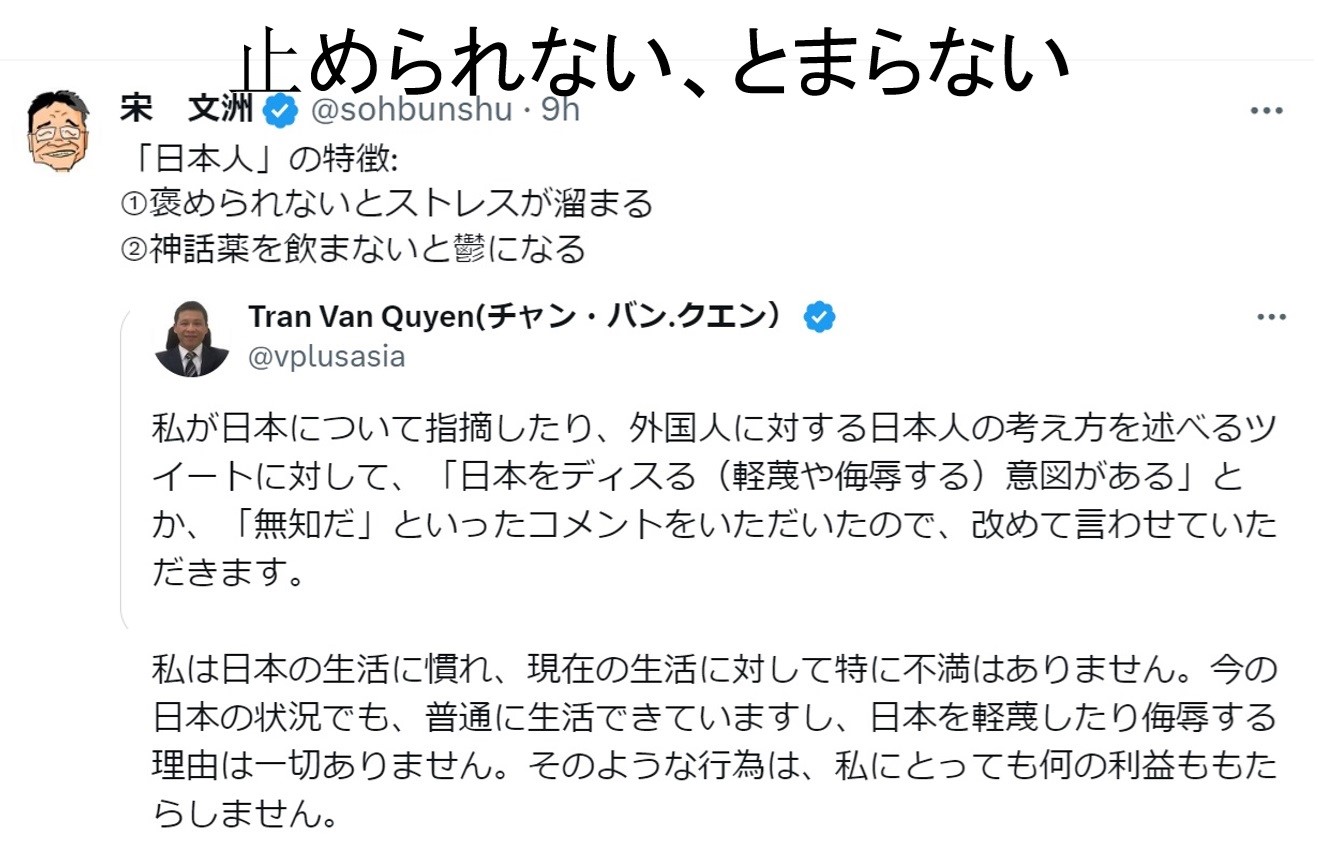 止められない、とまらない
宋　文洲 @sohbunshu · 9h
「日本人」の特徴:
①褒められないとストレスが溜まる
②神話薬を飲まないと鬱になる
Tran Van Quyen(チャン・バン.クエン）
@vplusasia
私が日本について指摘したり、外国人に対する日本人の考え方を述べるツ
イートに対して、「日本をディスる（軽蔑や侮辱する）意図がある」と
か、「無知だ」といったコメントをいただいたので、改めて言わせていた
だきます。
私は日本の生活に慣れ、現在の生活に対して特に不満はありません。今の
日本の状況でも、普通に生活できていますし、日本を軽蔑したり侮辱する
理由は一切ありません。そのような行為は、私にとっても何の利益ももた
らしません。